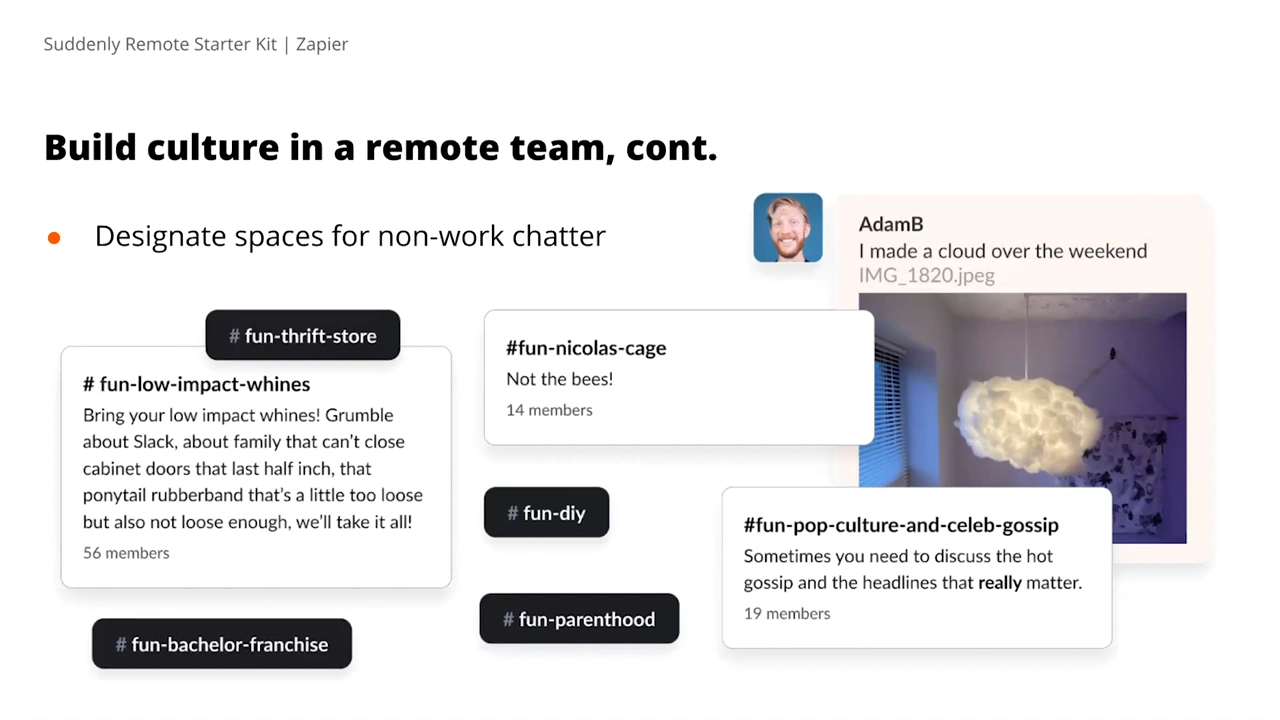 Suddenly Remote Starter Kit | Zapier
Build culture in a remote team, cont.
Designate spaces for non-work chatter
AdamB
I made a cloud over the weekend
IMG_1820.jpeg
# fun-thrift-store
# fun-low-impact-whines
Bring your low impact whines! Grumble
about Slack, about family that can't close
cabinet doors that last half inch, that
ponytail rubberband that's a little too loose
but also not loose enough, we'll take it all!
56 members
#fun-nicolas-cage
Not the bees!
14 members
# fun-diy
#fun-pop-culture-and-celeb-gossip
Sometimes you need to discuss the hot
gossip and the headlines that really matter.
19 members
# fun-parenthood
# fun-bachelor-franchise